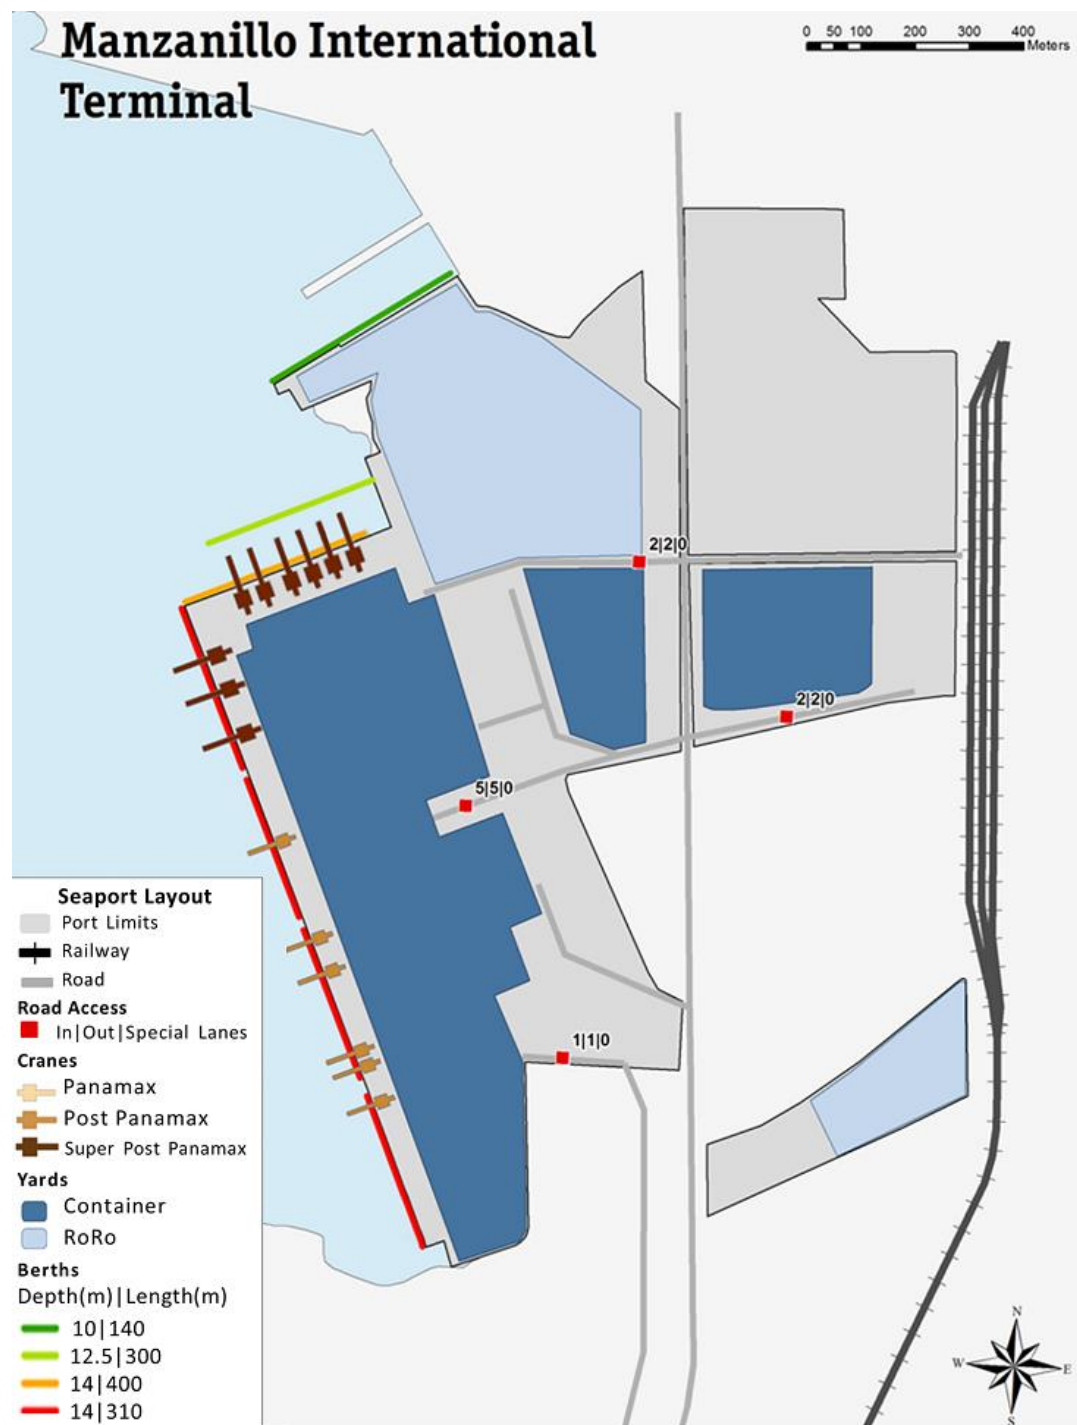 Manzanillo International
Terminal
0 50 100 200 300 400
Meters
2|2|0
2|2|0
5|5|0
1|1|0
Seaport Layout
Port Limits
Railway
Road
Road Access
In|Out|Special Lanes
Cranes
Panamax
Post Panamax
Super Post Panamax
Yards
Container
RoRo
Berths
Depth(m)|Length(m)
10|140
12.5|300
14|400
14|310
N
W E
S